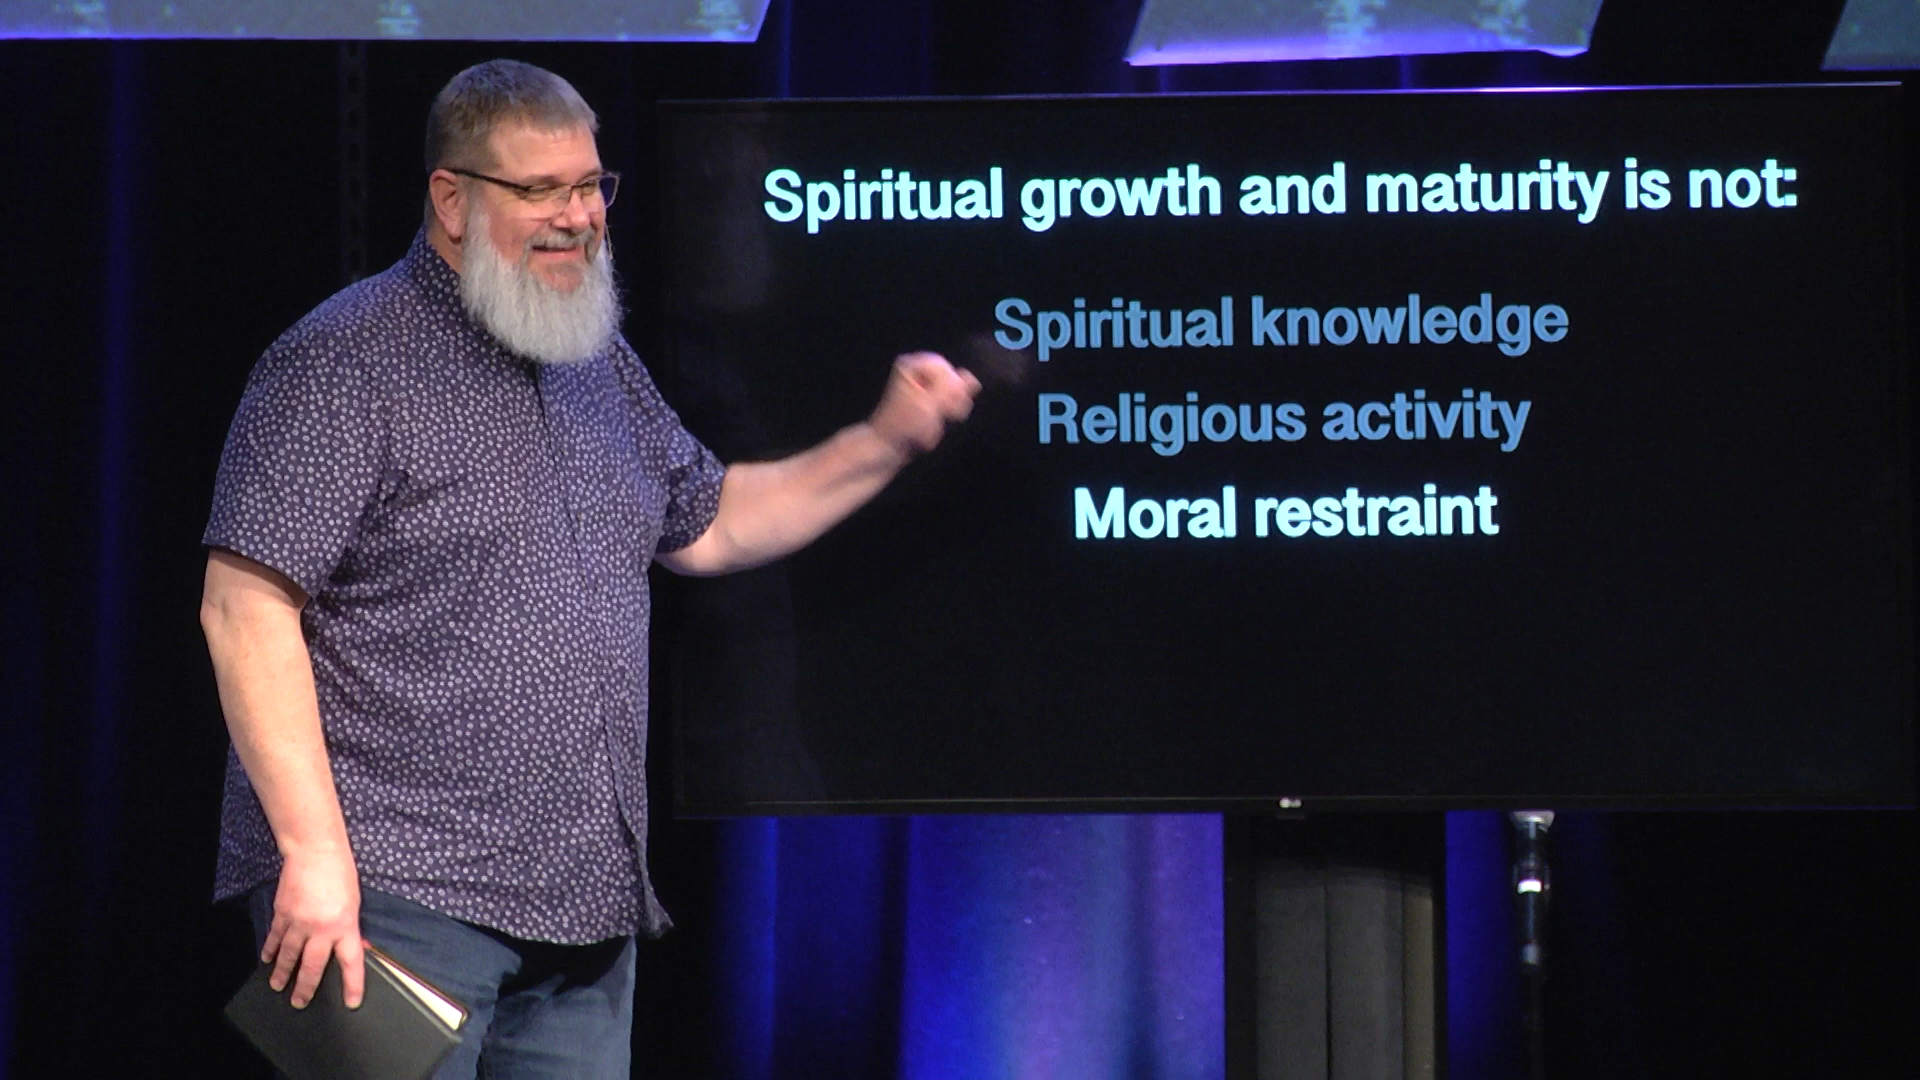 Spiritual growth and maturity is not:
Spiritual knowledge
Religious activity
Moral restraint